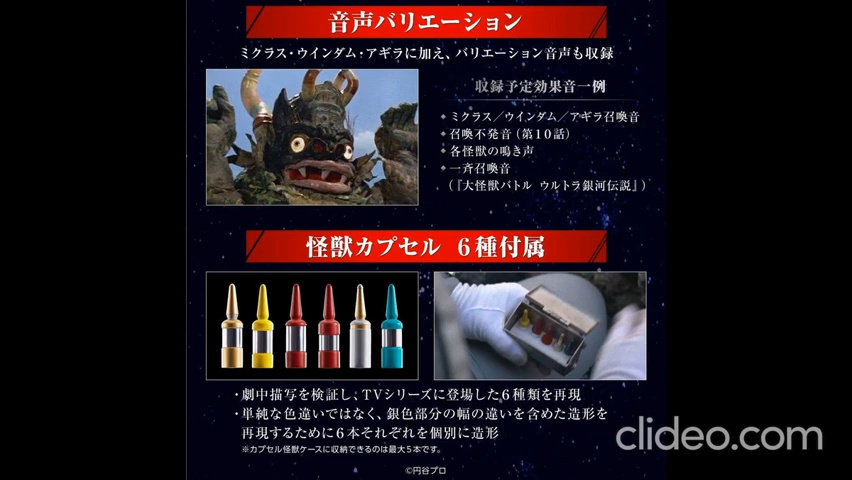 音声バリエーション
ミクラス・ウインダム・アギラに加え、バリエーション音声も収録
収録予定効果音一例
◆ミクラス／ウインダム／アギラ召喚音
◆召喚不発音（第１０話）
◆各怪獣の鳴き声
◆一斉召喚音
（『大怪獣バトル ウルトラ銀河伝説』）
怪獣カプセル ６種付属
・劇中描写を検証し、TVシリーズに登場した６種類を再現
・単純な色違いではなく、銀色部分の幅の違いを含めた造形を
再現するために６本それぞれを個別に造形
※カプセル怪獣ケースに収納できるのは最大５本です。
©円谷プロ
clideo.com